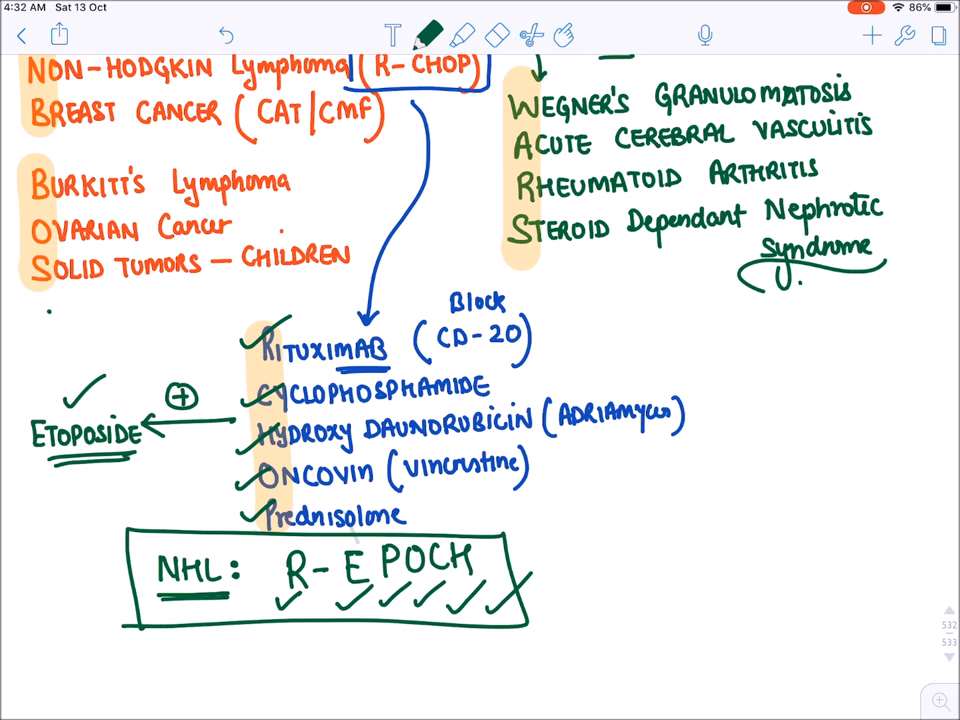 4:32 AM Sat 13 Oct
86%
NON-HODGKIN Lymphoma (R-CHOP)
BREAST CANCER (CAT/CMF)
BURKITT'S Lymphoma
OVARIAN Cancer
SOLID TUMORS – CHILDREN
WEGNER'S GRANULOMATOSIS
ACUTE CEREBRAL VASCULITIS
RHEUMATOID ARTHRITIS
STEROID Dependant Nephrotic
Syndrome
Block
RITUXIMAB (CD-20)
CYCLOPHOSPHAMIDE
HYDROXY DAUNORUBICIN (ADRIAMYCIN)
ONCOVIN (Vincristine)
Prednisolone
+
ETOPOSIDE
NHL: R-EPOCH
532
533